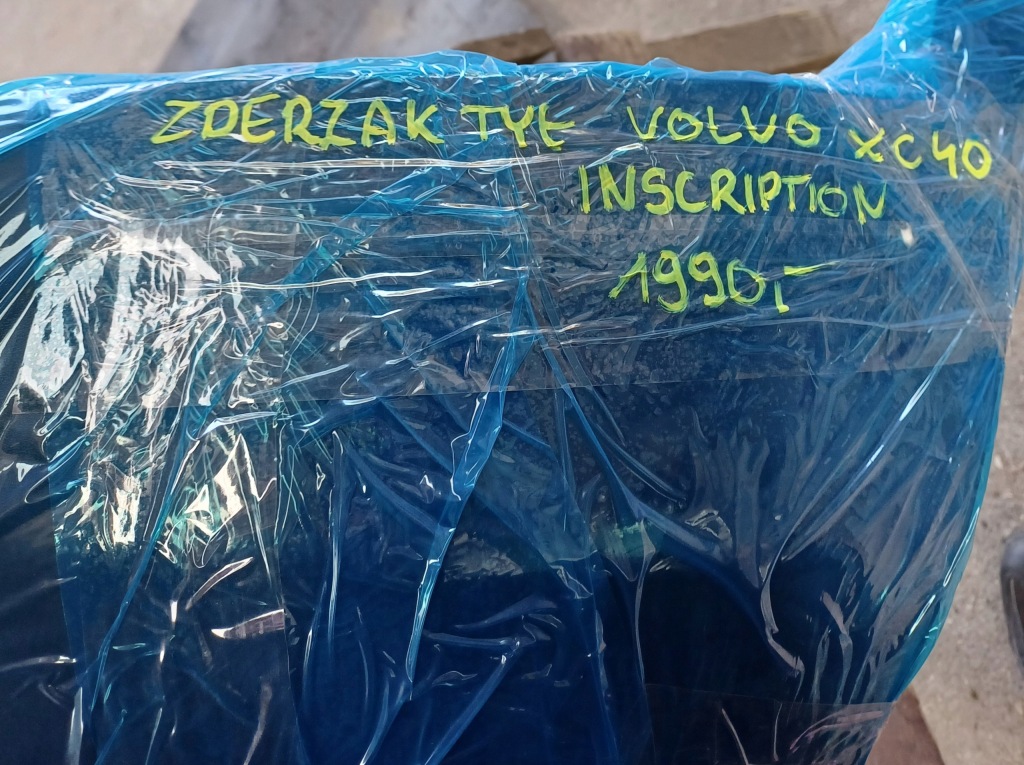 ZDERZAK TYŁ VOLVO XC40
INSCRIPTION
1990,-